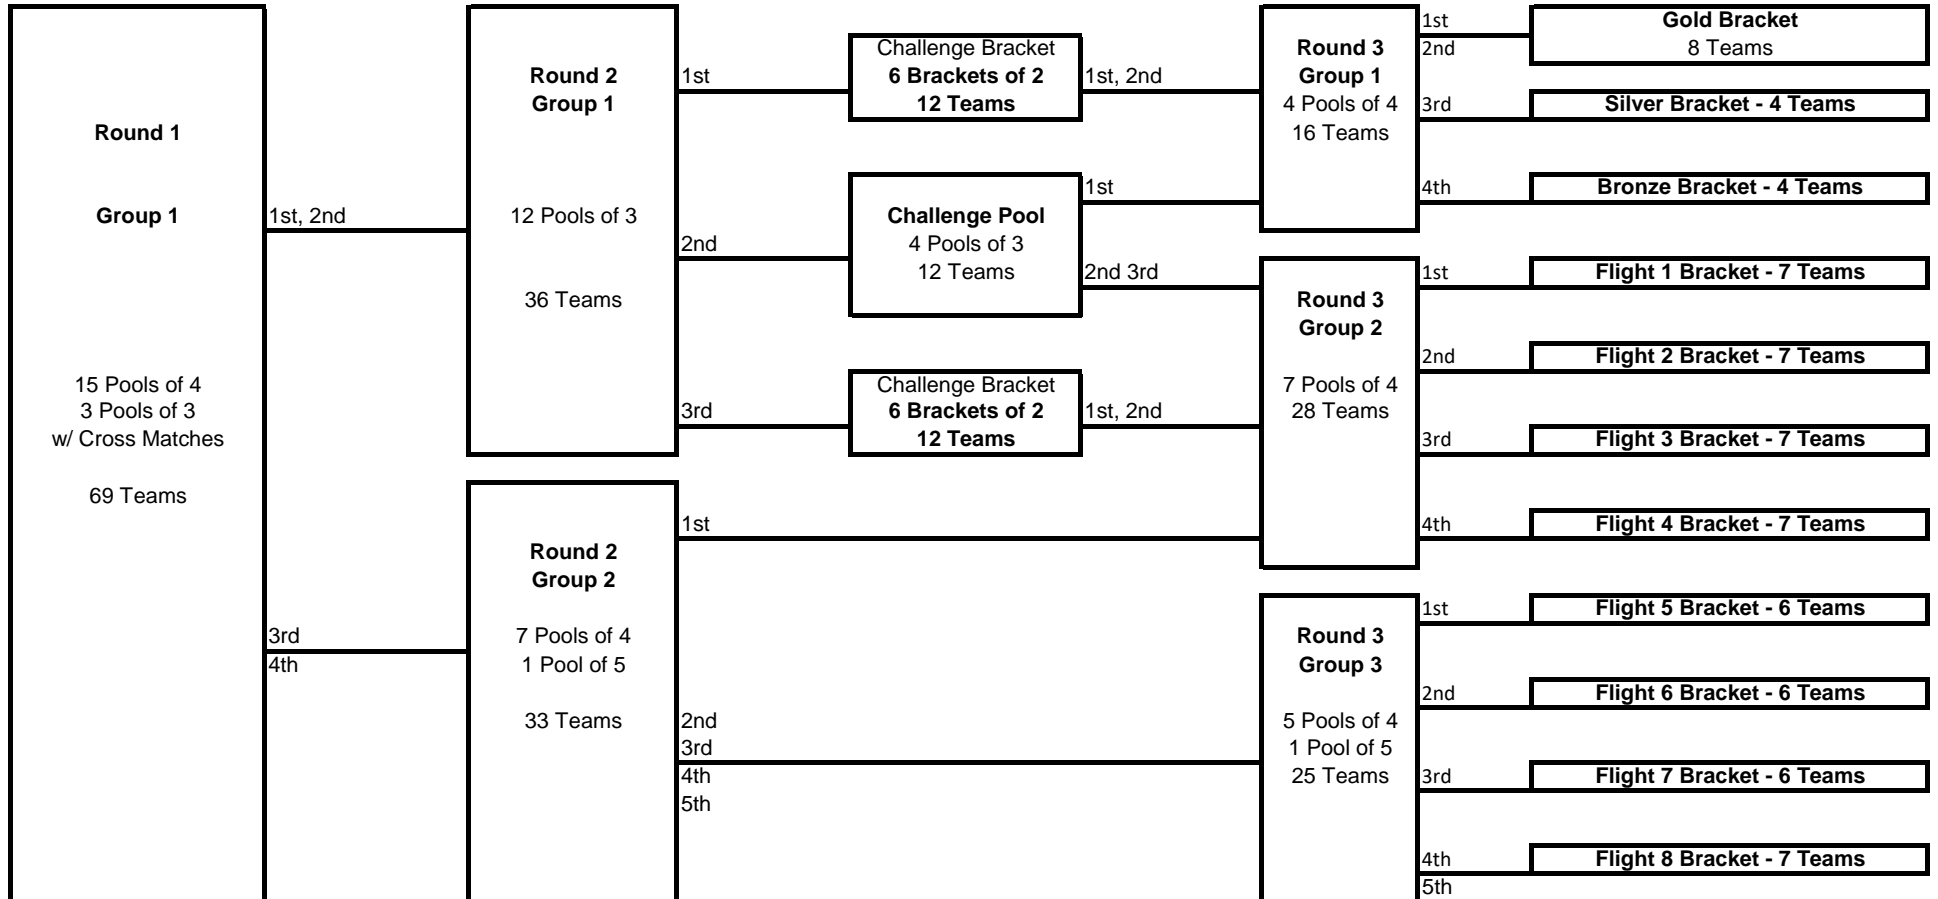 Round 1
Group 1
15 Pools of 4
3 Pools of 3
w/ Cross Matches
69 Teams
1st, 2nd
3rd
4th
Round 2
Group 1
12 Pools of 3
36 Teams
1st
2nd
3rd
Round 2
Group 2
7 Pools of 4
1 Pool of 5
33 Teams
1st
2nd
3rd
4th
5th
Challenge Bracket
6 Brackets of 2
12 Teams
1st, 2nd
Challenge Pool
4 Pools of 3
12 Teams
1st
2nd 3rd
Challenge Bracket
6 Brackets of 2
12 Teams
1st, 2nd
Round 3
Group 1
4 Pools of 4
16 Teams
1st
2nd
3rd
4th
Round 3
Group 2
7 Pools of 4
28 Teams
1st
2nd
3rd
4th
Round 3
Group 3
5 Pools of 4
1 Pool of 5
25 Teams
1st
2nd
3rd
4th
5th
Gold Bracket
8 Teams
Silver Bracket - 4 Teams
Bronze Bracket - 4 Teams
Flight 1 Bracket - 7 Teams
Flight 2 Bracket - 7 Teams
Flight 3 Bracket - 7 Teams
Flight 4 Bracket - 7 Teams
Flight 5 Bracket - 6 Teams
Flight 6 Bracket - 6 Teams
Flight 7 Bracket - 6 Teams
Flight 8 Bracket - 7 Teams